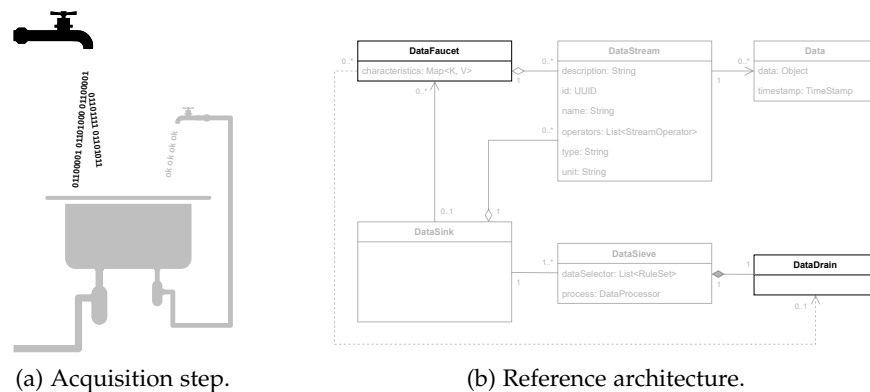 01100001 01101000 01100001
01101111 01101011
ok ok ok ok
(a) Acquisition step.
DataFaucet
characteristics: Map<K, V>
0..*
0..*
1
0..*
DataStream
description: String
id: UUID
name: String
operators: List<StreamOperator>
type: String
unit: String
0..*
0..*
1
Data
data: Object
timestamp: TimeStamp
0..1
1
DataSink
1
1..*
DataSieve
dataSelector: List<RuleSet>
process: DataProcessor
1
1
DataDrain
0..1
(b) Reference architecture.